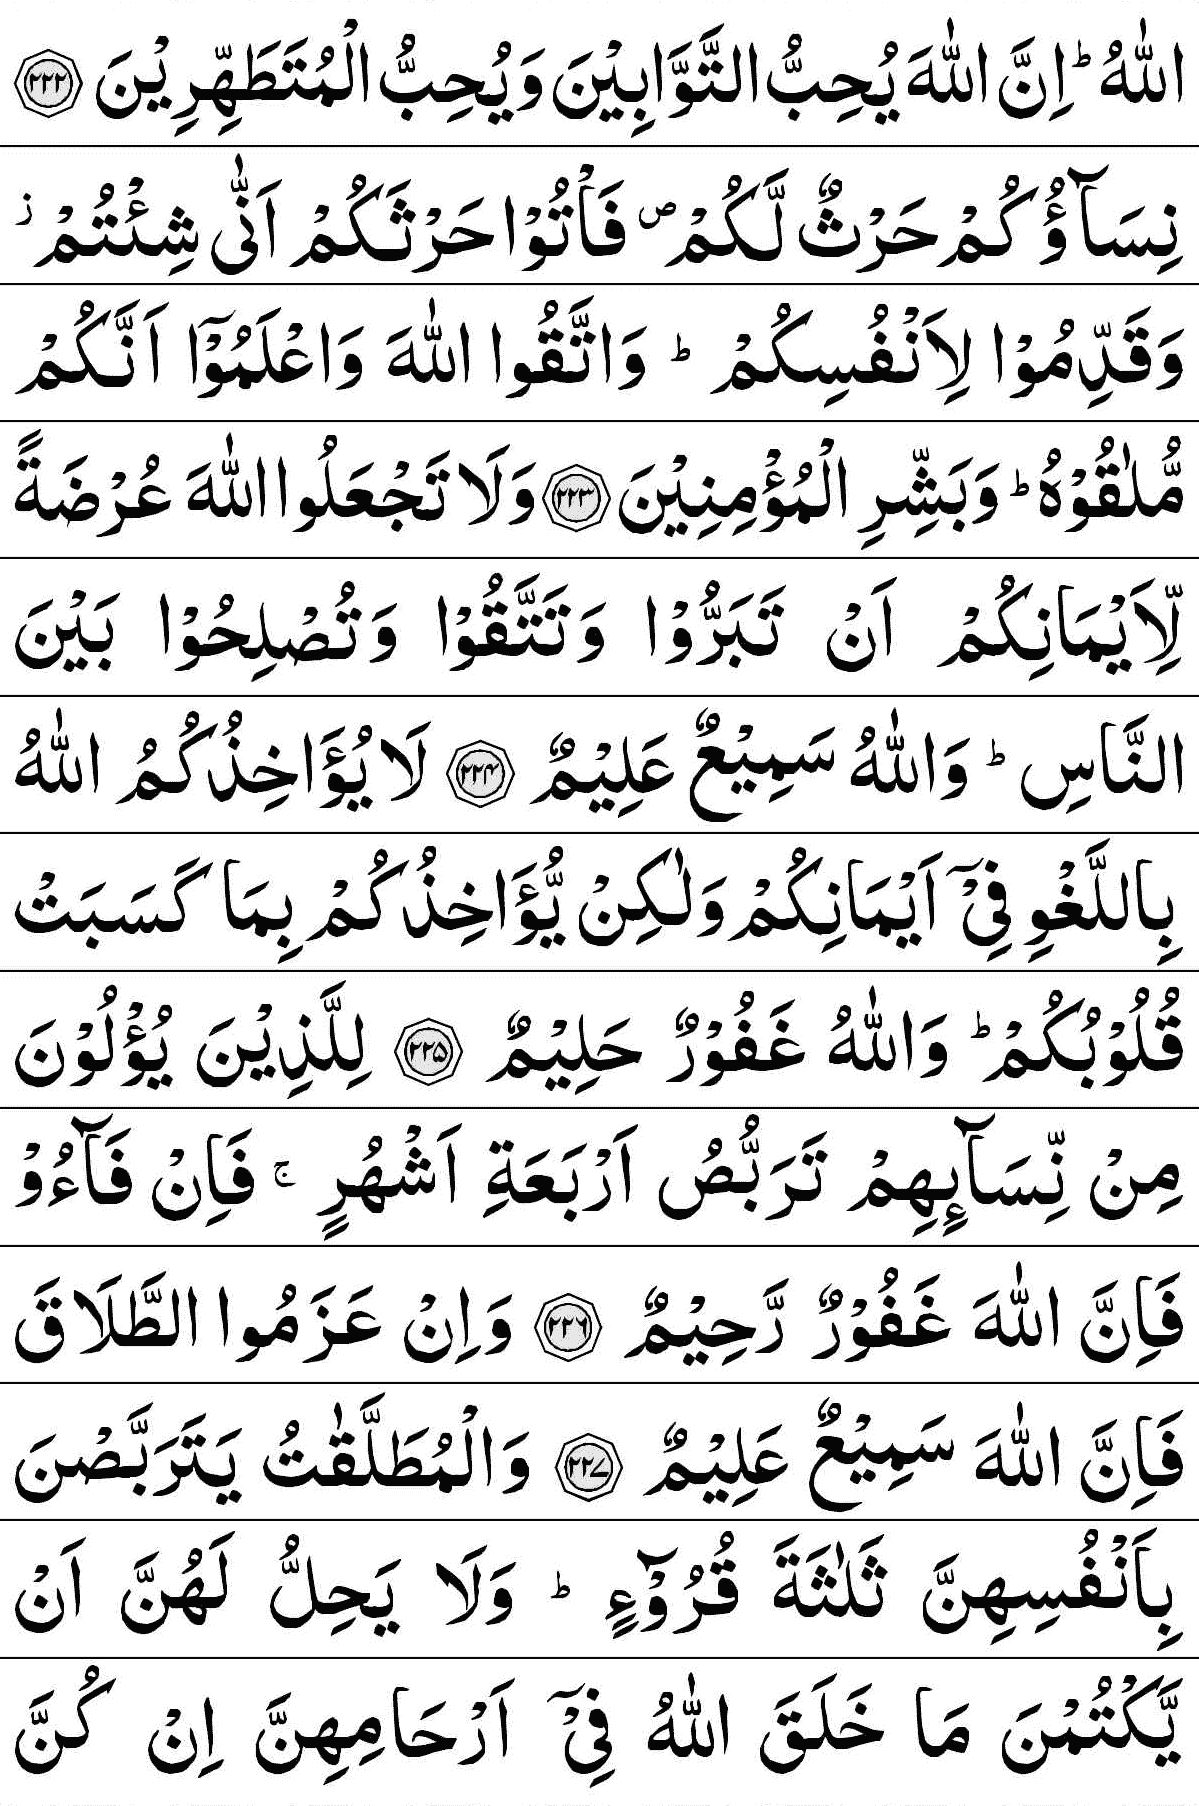 اللّٰهُ ؕ اِنَّ اللّٰهَ يُحِبُّ التَّوَّابِيْنَ وَيُحِبُّ الْمُتَطَهِّرِيْنَ ﴿۲۲۲﴾
نِسَآؤُكُمْ حَرْثٌ لَّكُمْ ۪ فَاْتُوْا حَرْثَكُمْ اَنّٰى شِئْتُمْ ز
وَقَدِّمُوْا لِاَنْفُسِكُمْ ؕ وَاتَّقُوا اللّٰهَ وَاعْلَمُوْۤا اَنَّكُمْ
مُّلٰقُوْهُ ؕ وَبَشِّرِ الْمُؤْمِنِيْنَ ﴿۲۲۳﴾ وَلَا تَجْعَلُوا اللّٰهَ عُرْضَةً
لِّاَيْمَانِكُمْ اَنْ تَبَرُّوْا وَتَتَّقُوْا وَتُصْلِحُوْا بَيْنَ
النَّاسِ ؕ وَاللّٰهُ سَمِيْعٌ عَلِيْمٌ ﴿۲۲۴﴾ لَا يُؤَاخِذُكُمُ اللّٰهُ
بِاللَّغْوِ فِيْۤ اَيْمَانِكُمْ وَلٰكِنْ يُّؤَاخِذُكُمْ بِمَا كَسَبَتْ
قُلُوْبُكُمْ ؕ وَاللّٰهُ غَفُوْرٌ حَلِيْمٌ ﴿۲۲۵﴾ لِلَّذِيْنَ يُؤْلُوْنَ
مِنْ نِّسَآىِٕهِمْ تَرَبُّصُ اَرْبَعَةِ اَشْهُرٍ ۚ فَاِنْ فَآءُوْ
فَاِنَّ اللّٰهَ غَفُوْرٌ رَّحِيْمٌ ﴿۲۲۶﴾ وَاِنْ عَزَمُوا الطَّلَاقَ
فَاِنَّ اللّٰهَ سَمِيْعٌ عَلِيْمٌ ﴿۲۲۷﴾ وَالْمُطَلَّقٰتُ يَتَرَبَّصْنَ
بِاَنْفُسِهِنَّ ثَلٰثَةَ قُرُوْٓءٍ ؕ وَلَا يَحِلُّ لَهُنَّ اَنْ
يَّكْتُمْنَ مَا خَلَقَ اللّٰهُ فِيْۤ اَرْحَامِهِنَّ اِنْ كُنَّ